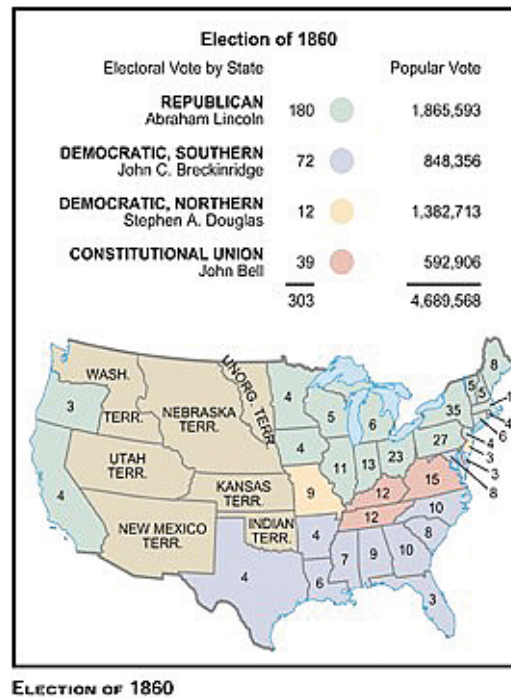 Election of 1860
Electoral Vote by State Popular Vote
REPUBLICAN
Abraham Lincoln 180 1,865,593
DEMOCRATIC, SOUTHERN
John C. Breckinridge 72 848,356
DEMOCRATIC, NORTHERN
Stephen A. Douglas 12 1,382,713
CONSTITUTIONAL UNION
John Bell 39 592,906
303 4,689,568
WASH.
TERR.
UNORG. TERR.
NEBRASKA
TERR.
UTAH
TERR.
KANSAS
TERR.
NEW MEXICO
TERR.
INDIAN
TERR.
3
4
4
4
5
6
11
13
23
35
5
5
8
27
9
12
15
12
10
4
4
6
7
9
10
8
3
4
6
4
3
3
8
ELECTION OF 1860